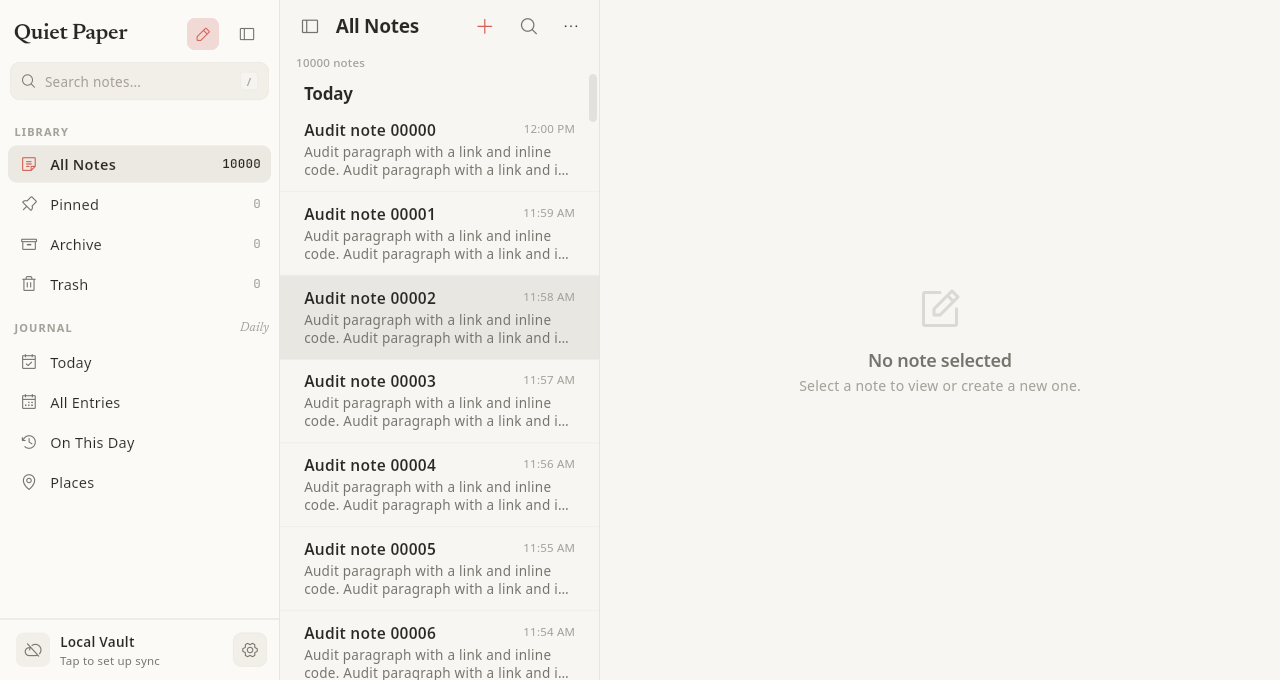 Quiet Paper
Search notes...
/
LIBRARY
All Notes
10000
Pinned
0
Archive
0
Trash
0
JOURNAL
Daily
Today
All Entries
On This Day
Places
Local Vault
Tap to set up sync
All Notes
10000 notes
Today
Audit note 00000
12:00 PM
Audit paragraph with a link and inline
code. Audit paragraph with a link and i...
Audit note 00001
11:59 AM
Audit paragraph with a link and inline
code. Audit paragraph with a link and i...
Audit note 00002
11:58 AM
Audit paragraph with a link and inline
code. Audit paragraph with a link and i...
Audit note 00003
11:57 AM
Audit paragraph with a link and inline
code. Audit paragraph with a link and i...
Audit note 00004
11:56 AM
Audit paragraph with a link and inline
code. Audit paragraph with a link and i...
Audit note 00005
11:55 AM
Audit paragraph with a link and inline
code. Audit paragraph with a link and i...
Audit note 00006
11:54 AM
Audit paragraph with a link and inline
code. Audit paragraph with a link and i...
No note selected
Select a note to view or create a new one.